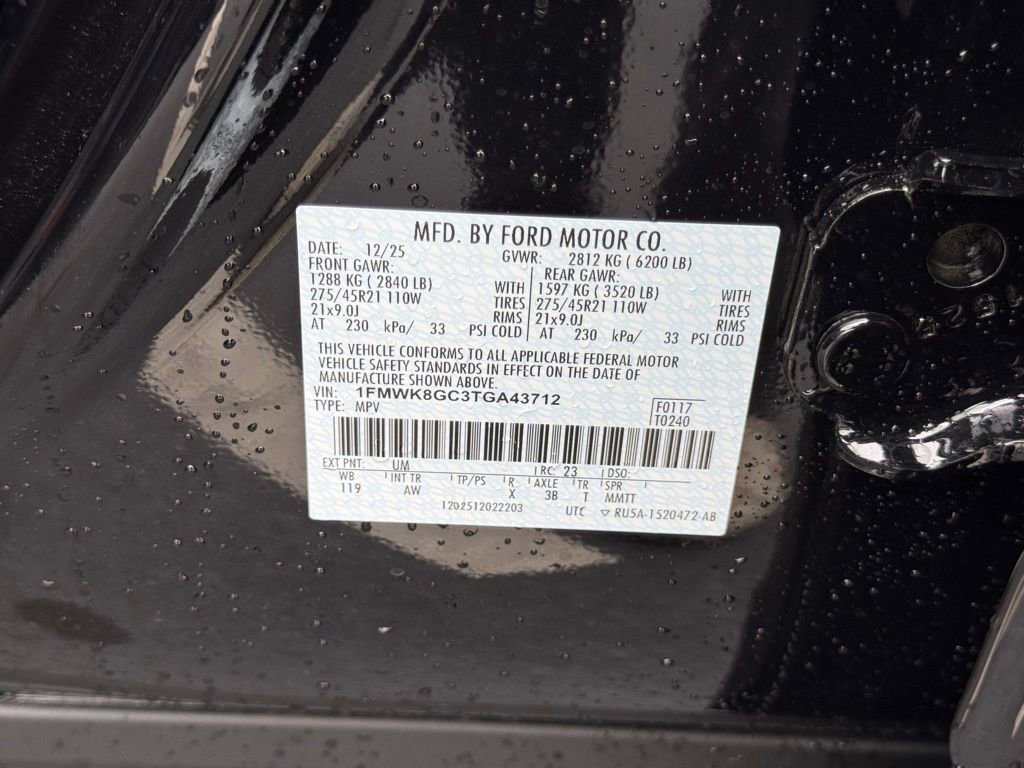 MFD. BY FORD MOTOR CO.
DATE: 12/25 GVWR: 2812 KG ( 6200 LB)
FRONT GAWR: REAR GAWR:
1288 KG ( 2840 LB) WITH 1597 KG ( 3520 LB) WITH
275/45R21 110W TIRES 275/45R21 110W TIRES
21x9.0J RIMS 21x9.0J RIMS
AT 230 kPa/ 33 PSI COLD AT 230 kPa/ 33 PSI COLD
THIS VEHICLE CONFORMS TO ALL APPLICABLE FEDERAL MOTOR
VEHICLE SAFETY STANDARDS IN EFFECT ON THE DATE OF
MANUFACTURE SHOWN ABOVE.
VIN: 1FMWK8GC3TGA43712
TYPE: MPV
F0117
T0240
EXT PNT: UM RC: 23 DSO:
WB INT TR TP/PS R AXLE TR SPR
119 AW X 3B T MMTT
1202512022203 UTC ▽ RU5A-1520472-AB